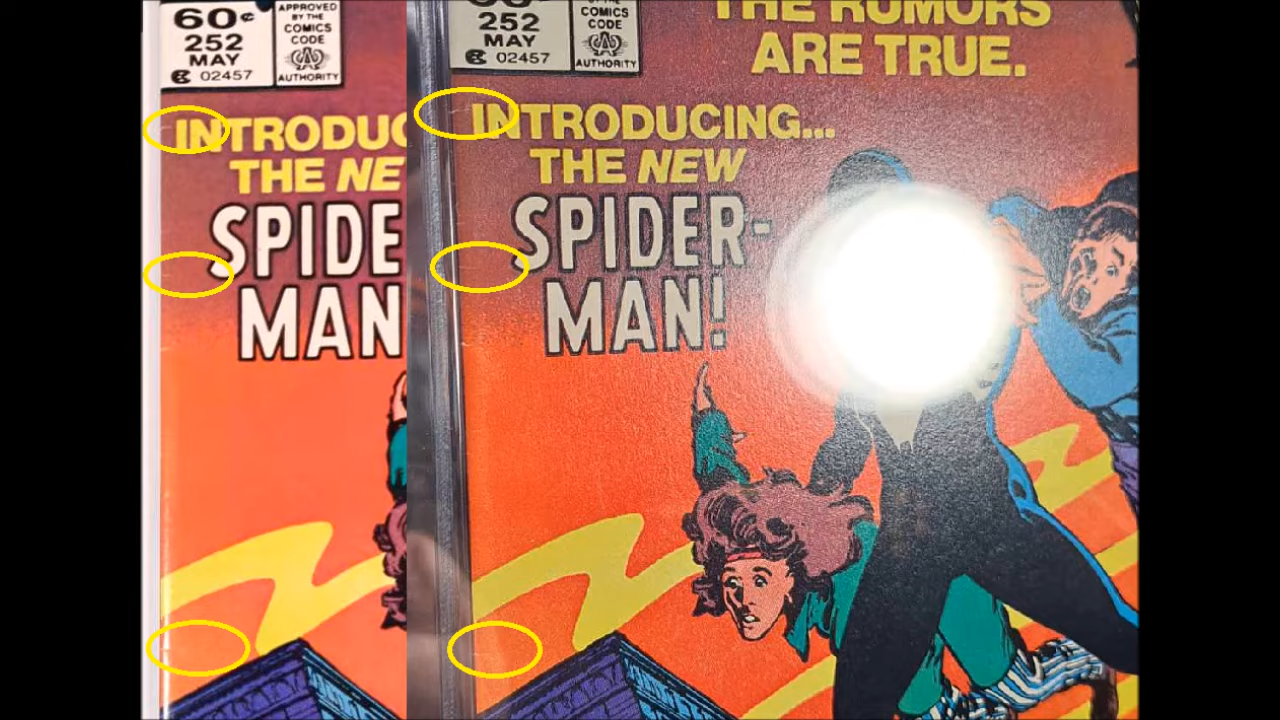 60¢
252
MAY
02457
APPROVED
BY THE
COMICS
CODE
AUTHORITY
INTRODUC
THE NE
SPIDE
MAN
252
MAY
02457
COMICS
CODE
AUTHORITY
THE RUMORS
ARE TRUE.
INTRODUCING...
THE NEW
SPIDER-
MAN!